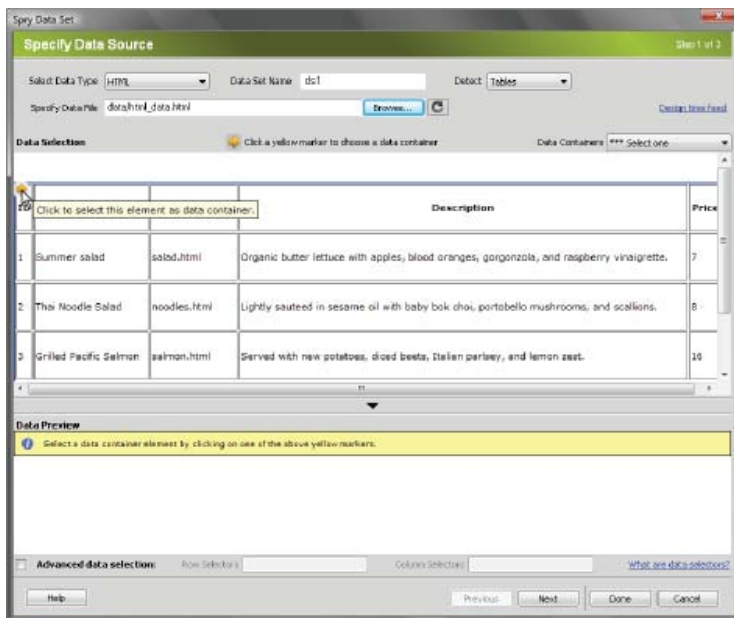 Spry Data Set
Specify Data Source
Step 1 of 3
Select Data Type HTML Data Set Name ds1 Detect Tables
Specify Data File data/html_data.html Browse... Design time feed
Data Selection Click a yellow marker to choose a data container Data Containers *** Select one
Click to select this element as data container. Description Price
1 Summer salad salad.html Organic butter lettuce with apples, blood oranges, gorgonzola, and raspberry vinaigrette. 7
2 Thai Noodle Salad noodles.html Lightly sauteed in sesame oil with baby bok choi, portobello mushrooms, and scallions. 8
3 Grilled Pacific Salmon salmon.html Served with new potatoes, diced beets, Italian parlsey, and lemon zest. 16
Data Preview
Select a data container element by clicking on one of the above yellow markers.
Advanced data selection: Row Selectors Column Selectors What are data selectors?
Help Previous Next Done Cancel